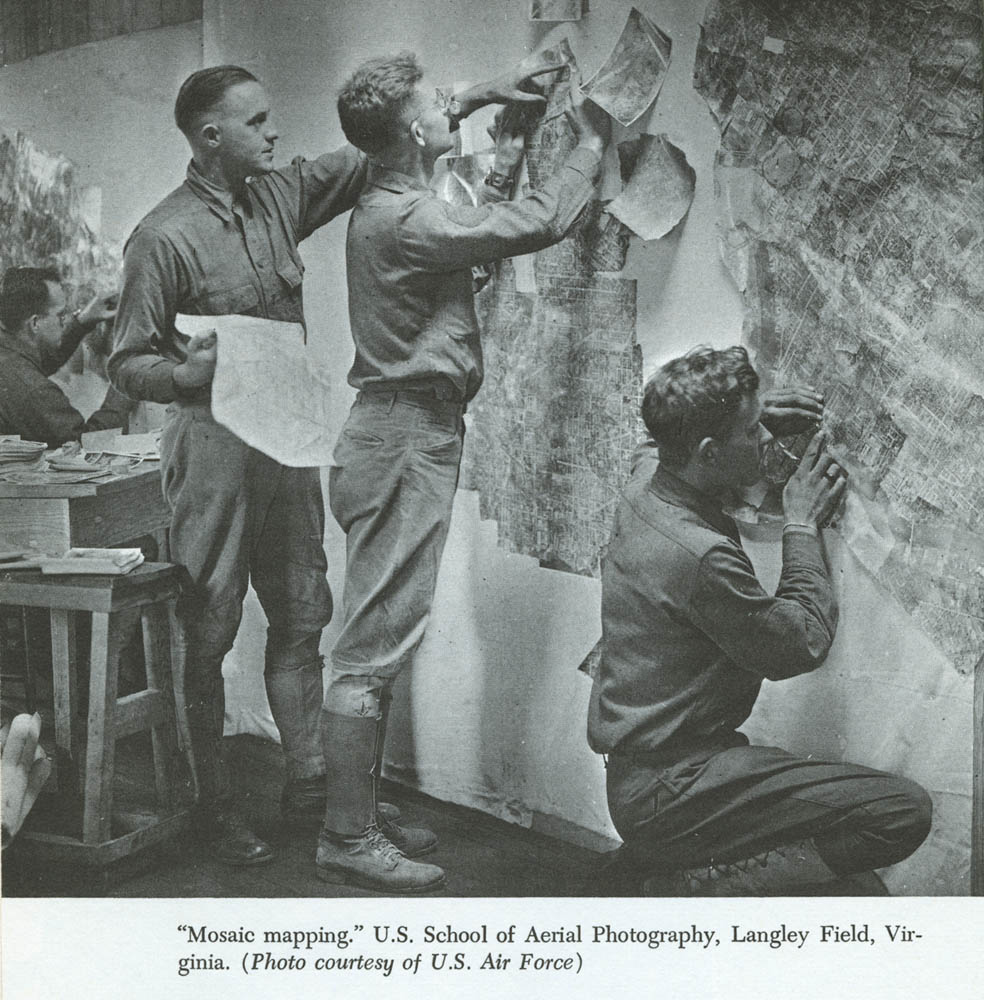 “Mosaic mapping.” U.S. School of Aerial Photography, Langley Field, Vir-
ginia. (Photo courtesy of U.S. Air Force)